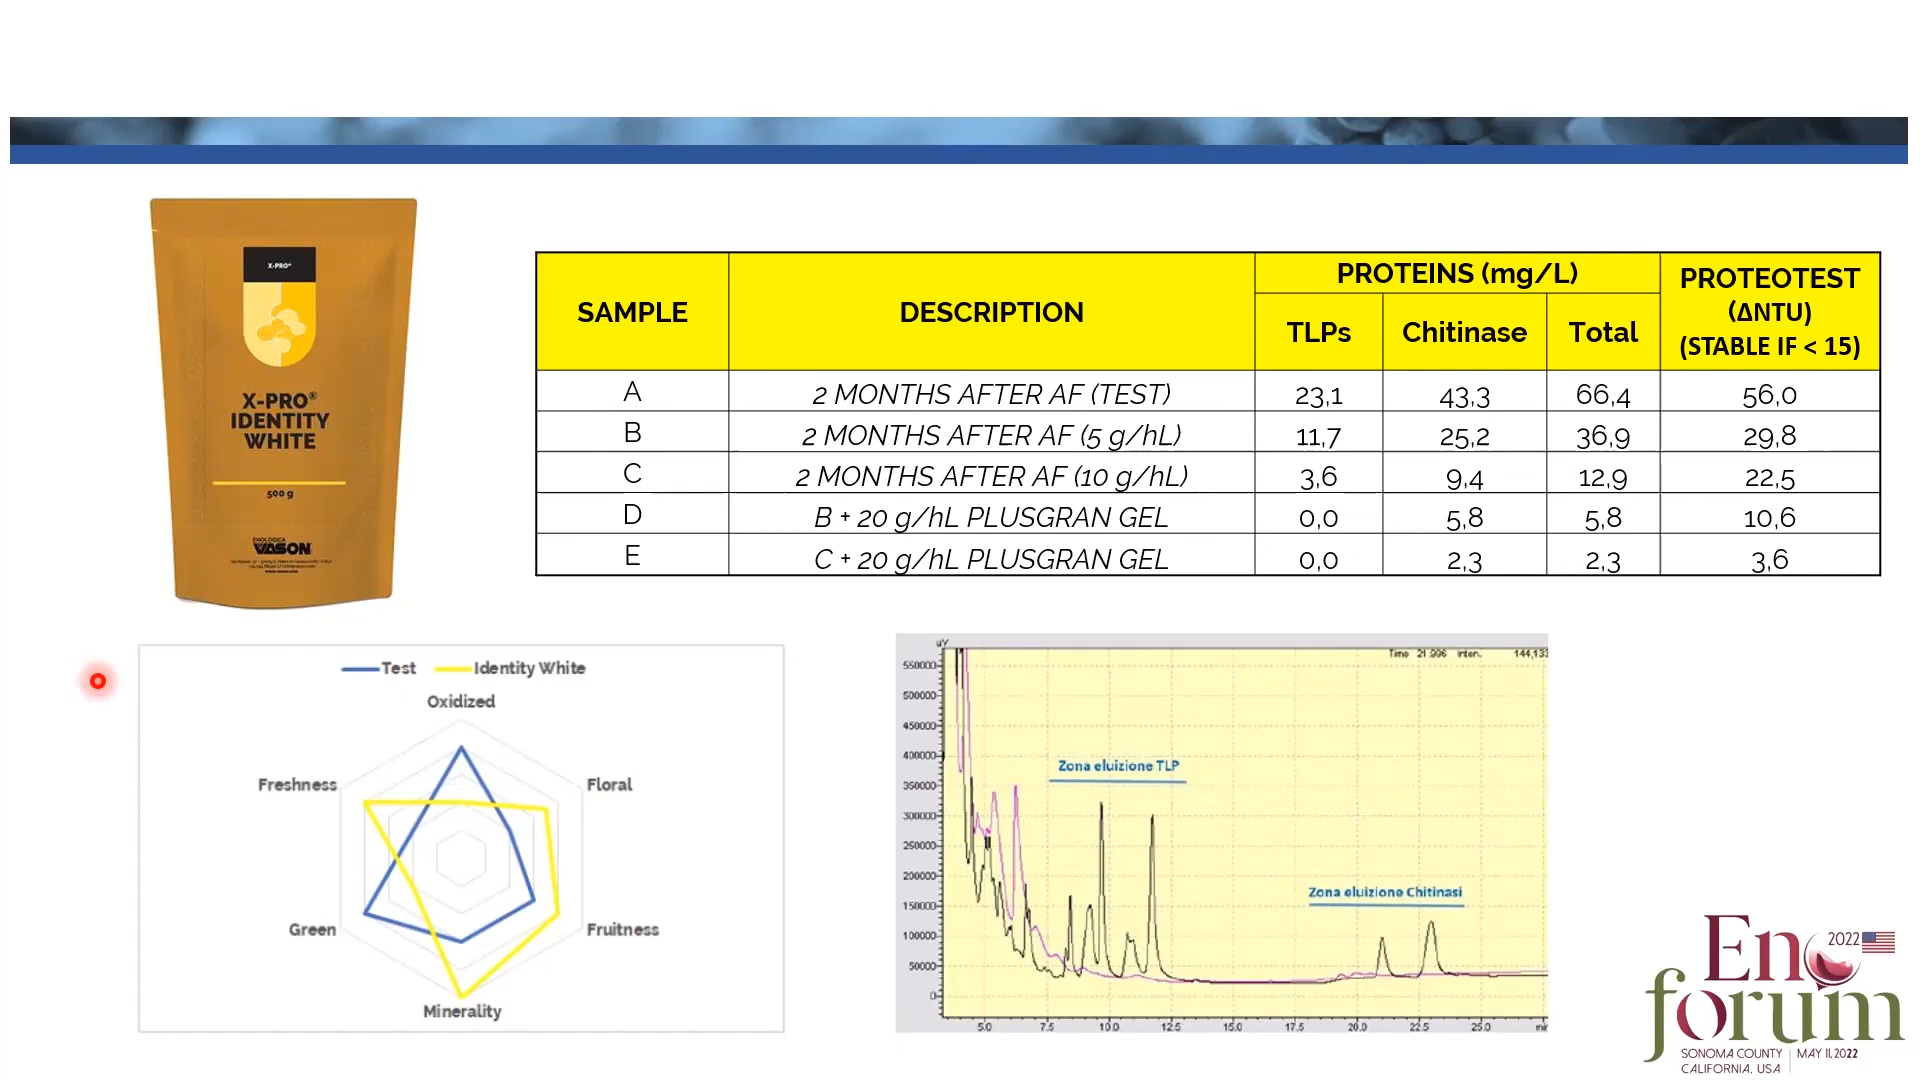 X-PRO®
X-PRO®
IDENTITY
WHITE
500 g
ENOLOGICA
VASON
SAMPLE
DESCRIPTION
PROTEINS (mg/L)
PROTEOTEST
(ΔNTU)
(STABLE IF < 15)
TLPs Chitinase Total
A 2 MONTHS AFTER AF (TEST) 23,1 43,3 66,4 56,0
B 2 MONTHS AFTER AF (5 g/hL) 11,7 25,2 36,9 29,8
C 2 MONTHS AFTER AF (10 g/hL) 3,6 9,4 12,9 22,5
D B + 20 g/hL PLUSGRAN GEL 0,0 5,8 5,8 10,6
E C + 20 g/hL PLUSGRAN GEL 0,0 2,3 2,3 3,6
Test Identity White
Oxidized
Freshness Floral
Green Fruitness
Minerality
uV
Time 21.996 Inten. 144,133
550000
500000
450000
400000
350000
300000
250000
200000
150000
100000
50000
0
Zona eluizione TLP
Zona eluizione Chitinasi
5.0 7.5 10.0 12.5 15.0 17.5 20.0 22.5 25.0
Eno 2022
forum
SONOMA COUNTY MAY 11, 2022
CALIFORNIA, USA